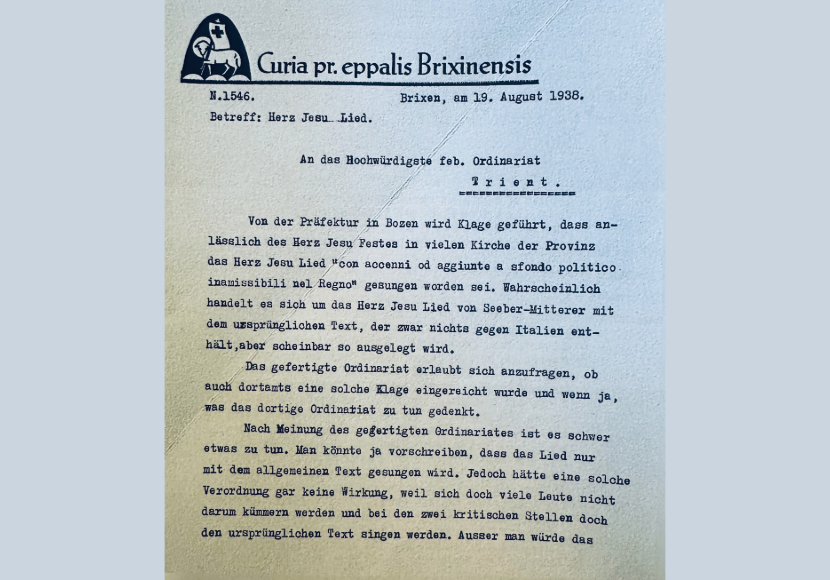 Curia pr. eppalis Brixinensis
N.1546. Brixen, am 19. August 1938.
Betreff: Herz Jesu Lied.
An das Hochwürdigste feb. Ordinariat
T r i e n t .
Von der Präfektur in Bozen wird Klage geführt, dass an-
lässlich des Herz Jesu Festes in vielen Kirche der Provinz
das Herz Jesu Lied "con accenni od aggiunte a sfondo politico
inamissibili nel Regno" gesungen worden sei. Wahrscheinlich
handelt es sich um das Herz Jesu Lied von Seeber-Mitterer mit
dem ursprünglichen Text, der zwar nichts gegen Italien ent-
hält,aber scheinbar so ausgelegt wird.
Das gefertigte Ordinariat erlaubt sich anzufragen, ob
auch dortamts eine solche Klage eingereicht wurde und wenn ja,
was das dortige Ordinariat zu tun gedenkt.
Nach Meinung des gefertigten Ordinariates ist es schwer
etwas zu tun. Man könnte ja vorschreiben, dass das Lied nur
mit dem allgemeinen Text gesungen wird. Jedoch hätte eine solche
Verordnung gar keine Wirkung, weil sich doch viele Leute nicht
darum kümmern werden und bei den zwei kritischen Stellen doch
den ursprünglichen Text singen werden. Ausser man würde das